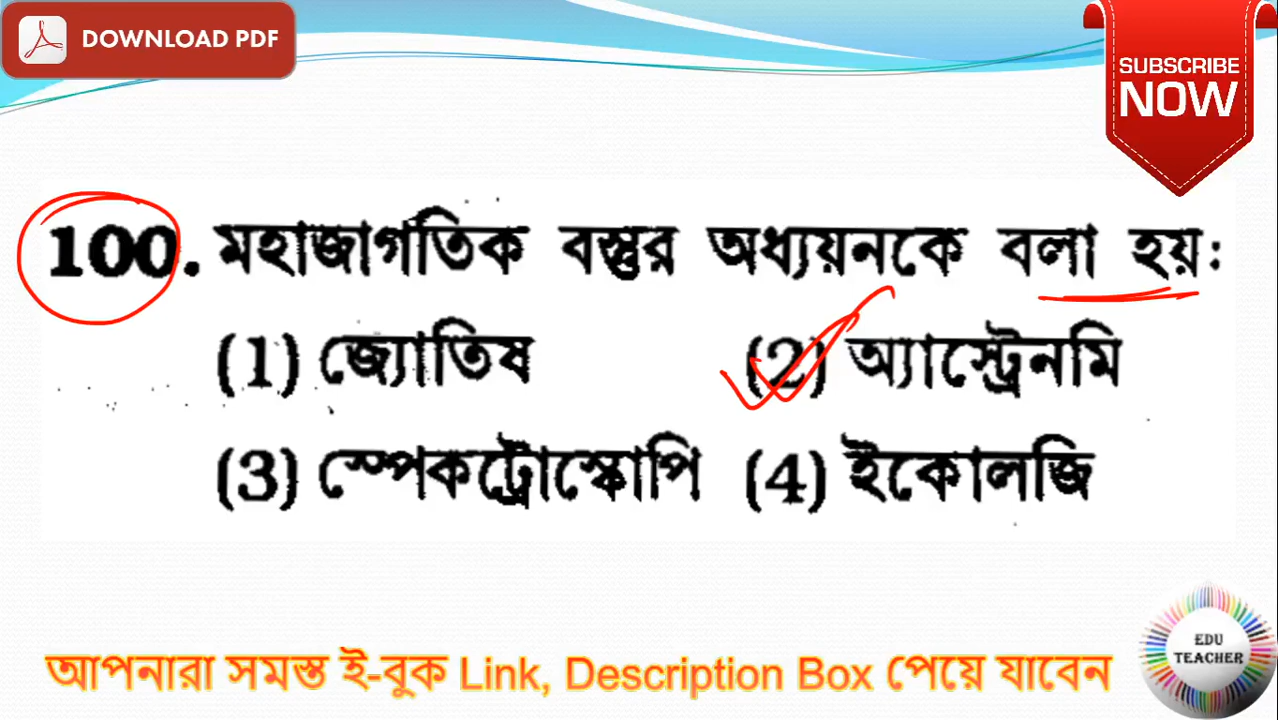 DOWNLOAD PDF
SUBSCRIBE
NOW
100. মহাজাগতিক বস্তুর অধ্যয়নকে বলা হয়ঃ
(1) জ্যোতিষ (2) অ্যাস্ট্রেনমি
(3) স্পেকট্রোস্কোপি (4) ইকোলজি
EDU
TEACHER
আপনারা সমস্ত ই-বুক Link, Description Box পেয়ে যাবেন